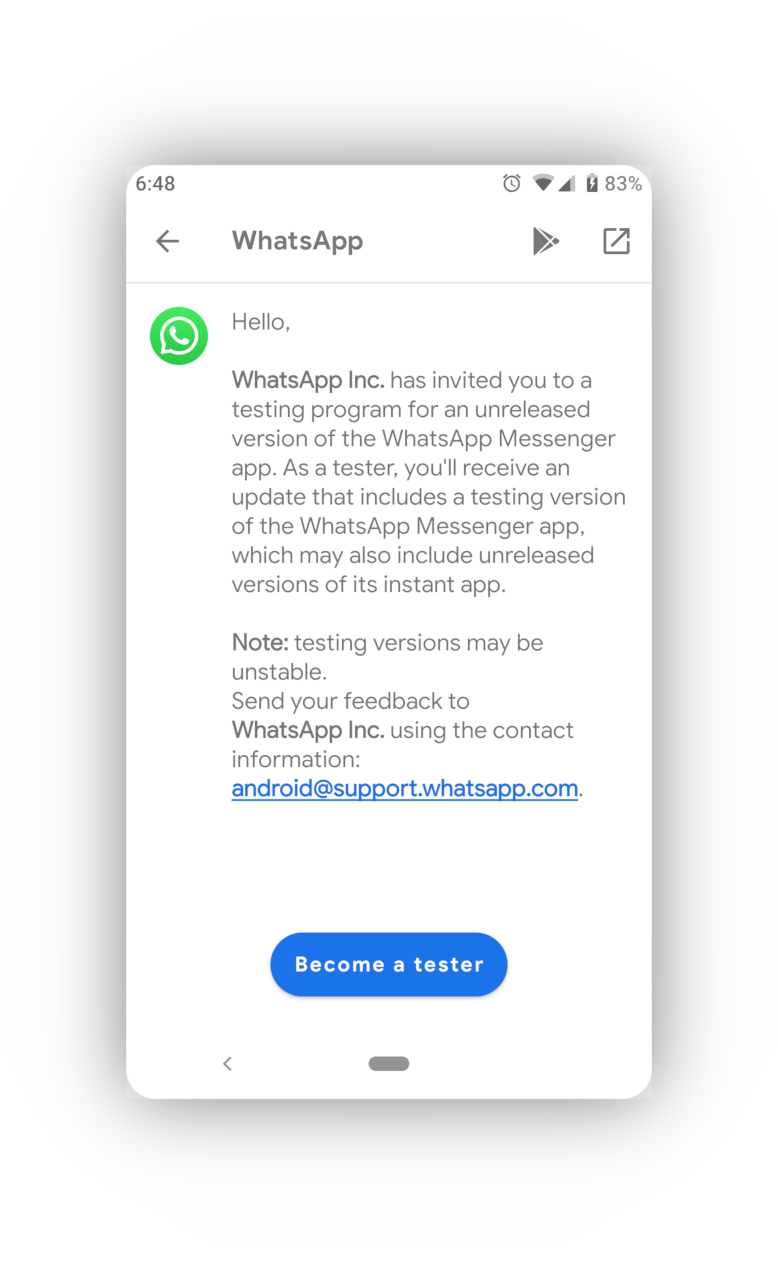 6:48 83%
WhatsApp
Hello,
WhatsApp Inc. has invited you to a
testing program for an unreleased
version of the WhatsApp Messenger
app. As a tester, you'll receive an
update that includes a testing version
of the WhatsApp Messenger app,
which may also include unreleased
versions of its instant app.
Note: testing versions may be
unstable.
Send your feedback to
WhatsApp Inc. using the contact
information:
android@support.whatsapp.com.
Become a tester